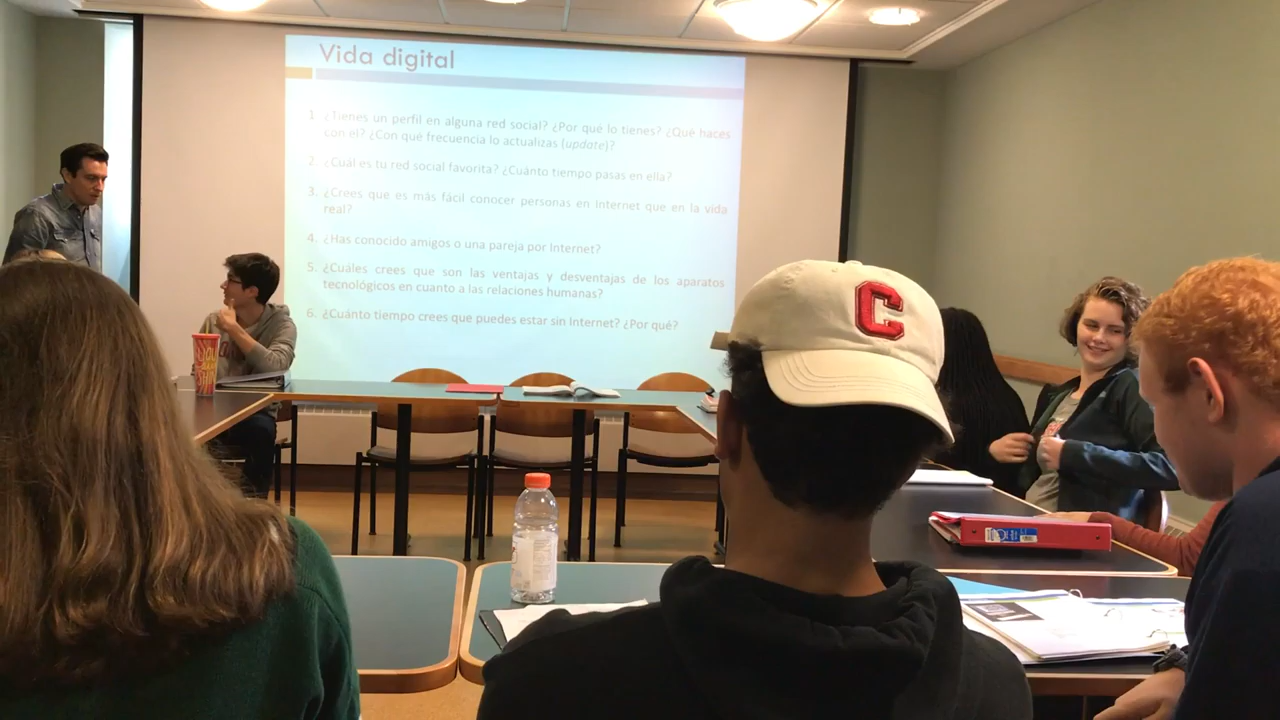 Vida digital
1. ¿Tienes un perfil en alguna red social? ¿Por qué lo tienes? ¿Qué haces
con él? ¿Con qué frecuencia lo actualizas (update)?
2. ¿Cuál es tu red social favorita? ¿Cuánto tiempo pasas en ella?
3. ¿Crees que es más fácil conocer personas en Internet que en la vida
real?
4. ¿Has conocido amigos o una pareja por Internet?
5. ¿Cuáles crees que son las ventajas y desventajas de los aparatos
tecnológicos en cuanto a las relaciones humanas?
6. ¿Cuánto tiempo crees que puedes estar sin Internet? ¿Por qué?
C